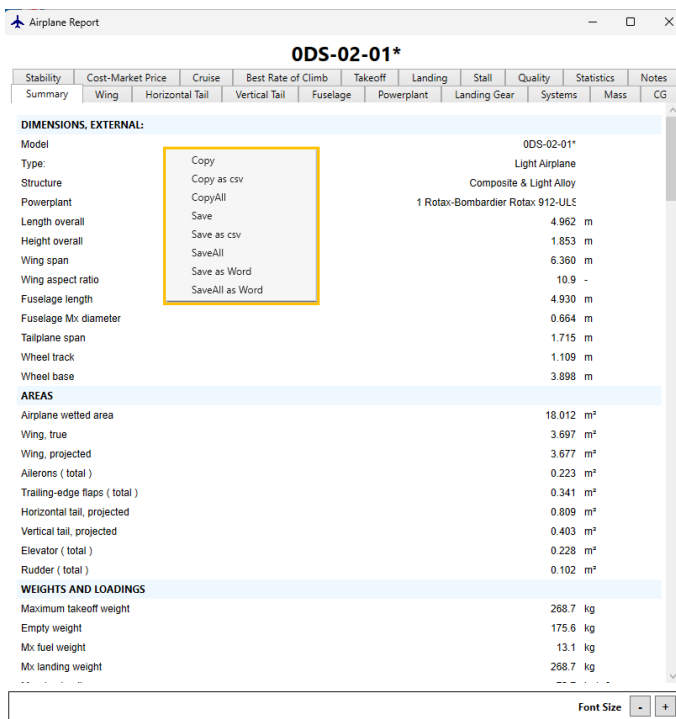 Airplane Report
0DS-02-01*
Stability Cost-Market Price Cruise Best Rate of Climb Takeoff Landing Stall Quality Statistics Notes
Summary Wing Horizontal Tail Vertical Tail Fuselage Powerplant Landing Gear Systems Mass CG
DIMENSIONS, EXTERNAL:
Model 0DS-02-01*
Type: Light Airplane
Structure Composite & Light Alloy
Powerplant 1 Rotax-Bombardier Rotax 912-ULS
Length overall 4.962 m
Height overall 1.853 m
Wing span 6.360 m
Wing aspect ratio 10.9 -
Fuselage length 4.930 m
Fuselage Mx diameter 0.664 m
Tailplane span 1.715 m
Wheel track 1.109 m
Wheel base 3.898 m
Copy
Copy as csv
CopyAll
Save
Save as csv
SaveAll
Save as Word
SaveAll as Word
AREAS
Airplane wetted area 18.012 m²
Wing, true 3.697 m²
Wing, projected 3.677 m²
Ailerons ( total ) 0.223 m²
Trailing-edge flaps ( total ) 0.341 m²
Horizontal tail, projected 0.809 m²
Vertical tail, projected 0.403 m²
Elevator ( total ) 0.228 m²
Rudder ( total ) 0.102 m²
WEIGHTS AND LOADINGS
Maximum takeoff weight 268.7 kg
Empty weight 175.6 kg
Mx fuel weight 13.1 kg
Mx landing weight 268.7 kg
Font Size - +